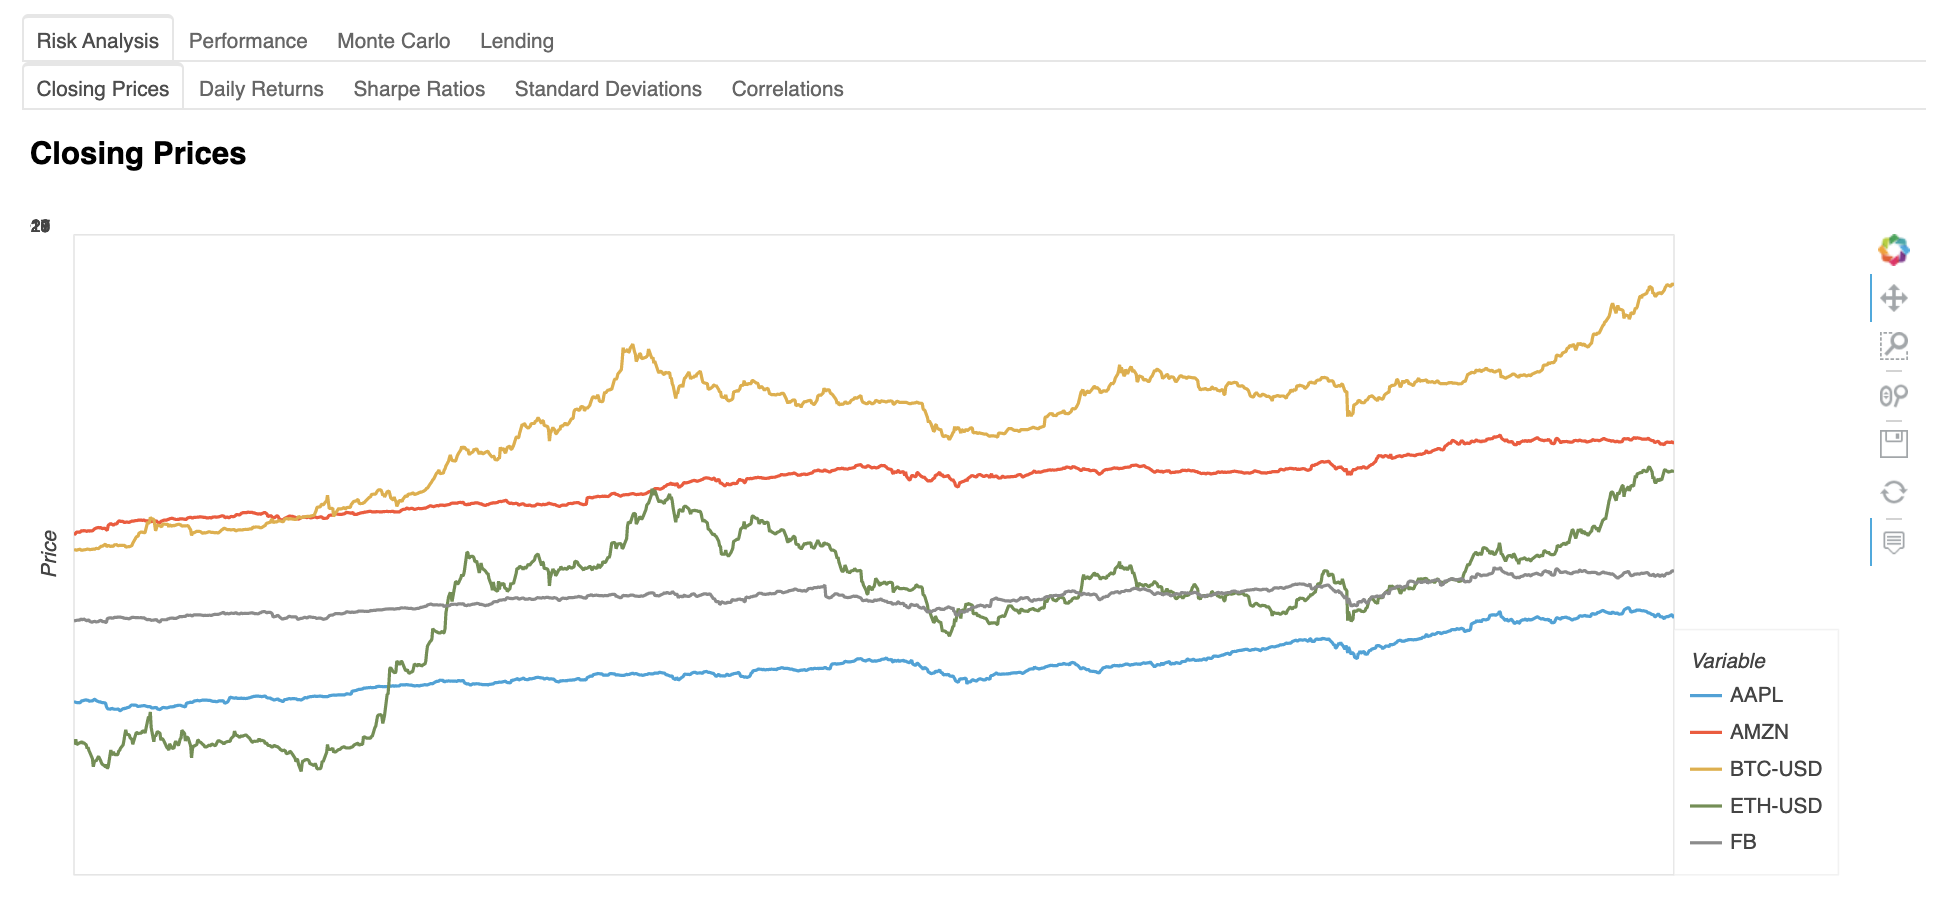 Risk Analysis Performance Monte Carlo Lending
Closing Prices Daily Returns Sharpe Ratios Standard Deviations Correlations
Closing Prices
Price
Variable
AAPL
AMZN
BTC-USD
ETH-USD
FB